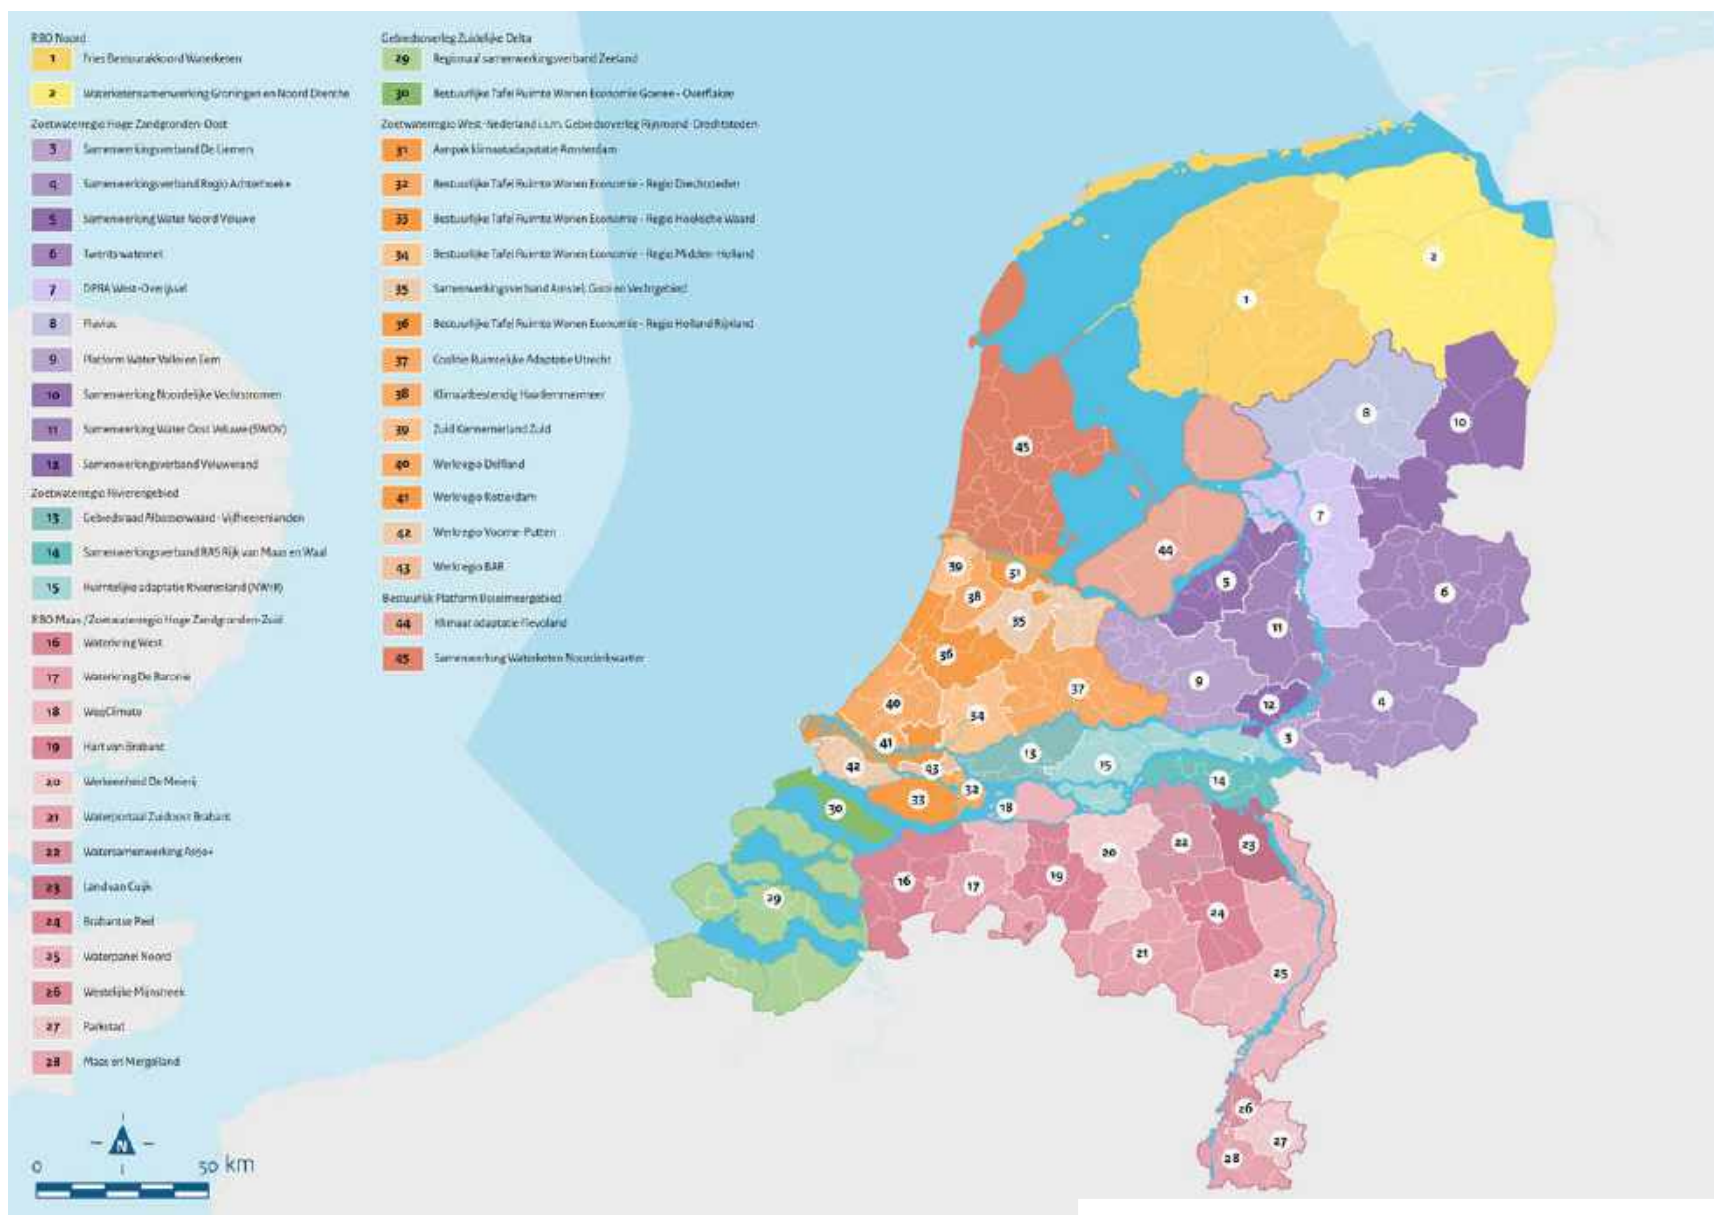 RBO Noord
1 Fries Bestuurakkoord Waterketen
2 Waterketensamenwerking Groningen en Noord Drenthe
Zoetwaterregio Hoge Zandgronden-Oost
3 Samenwerkingsverband De Liemers
4 Samenwerkingsverband Regio Achterhoek+
5 Samenwerking Water Noord Veluwe
6 Twents waternet
7 DPRA West-Overijssel
8 Fluvius
9 Platform Water Vallei en Eem
10 Samenwerking Noordelijke Vechtstromen
11 Samenwerking Water Oost Veluwe (SWOV)
12 Samenwerkingsverband Veluwerand
Zoetwaterregio Rivierengebied
13 Gebiedsraad Alblasserwaard - Vijfheerenlanden
14 Samenwerkingsverband RAS Rijk van Maas en Waal
15 Ruimtelijke adaptatie Rivierenland (NWR)
RBO Maas / Zoetwaterregio Hoge Zandgronden-Zuid
16 Waterkring West
17 Waterkring De Baronie
18 WaqClimate
19 Hart van Brabant
20 Werkeenheid De Meierij
21 Waterportaal Zuidoost Brabant
22 Watersamenwerking As50+
23 Land van Cuijk
24 Brabantse Peel
25 Waterpanel Noord
26 Westelijke Mijnstreek
27 Parkstad
28 Maas en Mergelland
Gebiedsoverleg Zuidelijke Delta
29 Regionaal samenwerkingsverband Zeeland
30 Bestuurlijke Tafel Ruimte Wonen Economie Goeree - Overflakee
Zoetwaterregio West-Nederland i.s.m. Gebiedsoverleg Rijnmond-Drechtsteden
31 Aanpak klimaatadapatatie Amsterdam
32 Bestuurlijke Tafel Ruimte Wonen Economie - Regio Drechtsteden
33 Bestuurlijke Tafel Ruimte Wonen Economie - Regio Hoeksche Waard
34 Bestuurlijke Tafel Ruimte Wonen Economie - Regio Midden-Holland
35 Samenwerkingsverband Amstel, Gooi en Vechtgebied
36 Bestuurlijke Tafel Ruimte Wonen Economie - Regio Holland Rijnland
37 Coalitie Ruimtelijke Adaptatie Utrecht
38 Klimaatbestendig Haarlemmermeer
39 Zuid Kennemerland Zuid
40 Werkregio Delfland
41 Werkregio Rotterdam
42 Werkregio Voorne-Putten
43 Werkregio BAR
Bestuurlijk Platform IJsselmeergebied
44 Klimaat adaptatie Flevoland
45 Samenwerking Waterketen Noorderkwartier
2
1
8
10
45
7
44
39
31
5
6
38
35
11
36
9
37
12
4
40
34
3
41
13
42
43
15
14
32
33
18
30
22
23
20
16
17
19
29
24
21
25
26
27
28
N
0 50 km